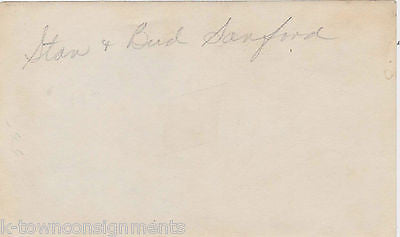 Stan & Bud Sanford
k-townconsignments